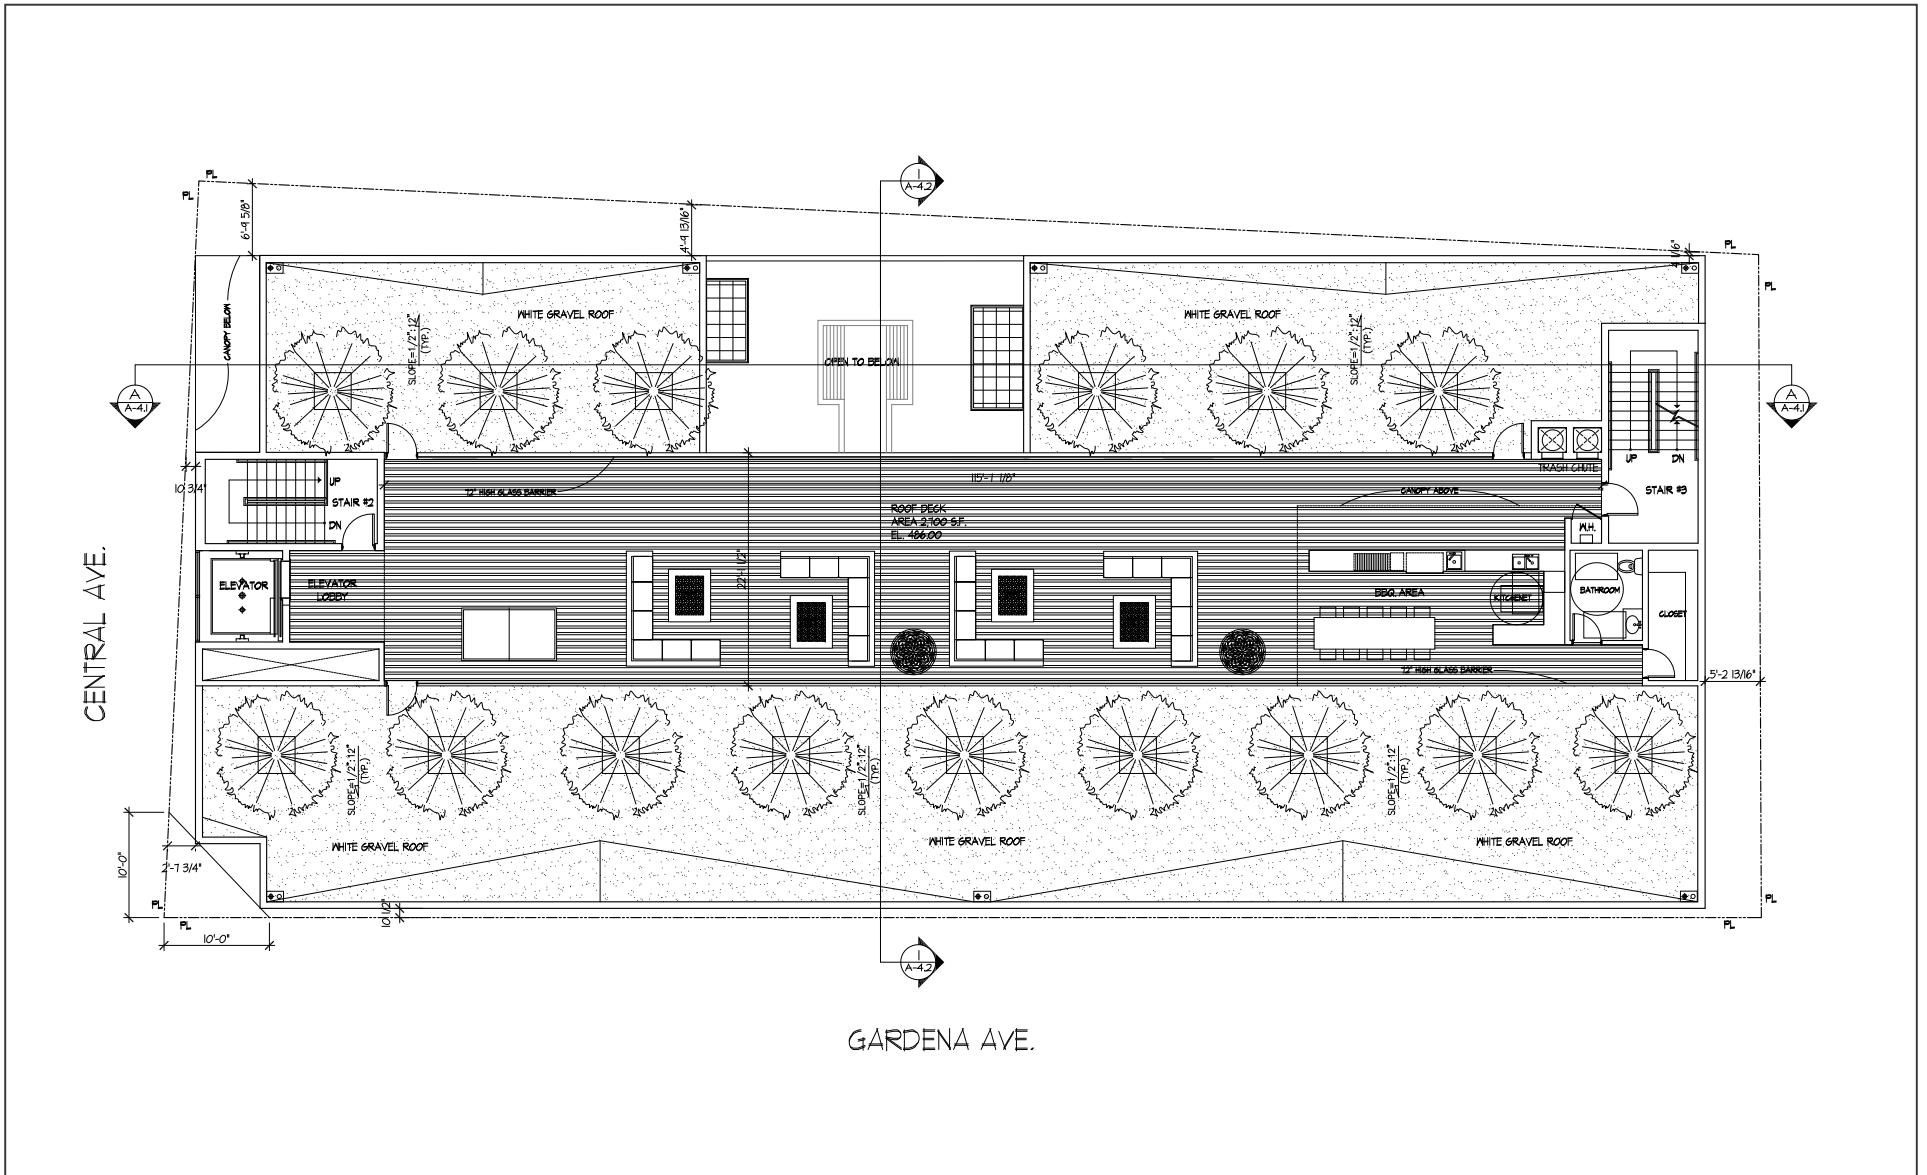 1
A-4.2
PL
PL
6'-9 5/8"
4'-9 13/16"
4 1/16"
PL
PL
CANOPY BELOW
WHITE GRAVEL ROOF
WHITE GRAVEL ROOF
SLOPE=1/2":12"
(TYP.)
OPEN TO BELOW
SLOPE=1/2":12"
(TYP.)
A
A-4.1
A
A-4.1
UP
DN
TRASH CHUTE
10 3/4"
UP
STAIR #2
DN
72" HIGH GLASS BARRIER
115'-7 1/8"
CANOPY ABOVE
STAIR #3
ROOF DECK
AREA 2,700 S.F.
EL. 486.00
W.H.
22'-1 1/2"
ELEVATOR
ELEVATOR
LOBBY
BBQ. AREA
KITCHENET
BATHROOM
CLOSET
CENTRAL AVE.
72" HIGH GLASS BARRIER
5'-2 13/16"
SLOPE=1/2":12"
(TYP.)
SLOPE=1/2":12"
(TYP.)
SLOPE=1/2":12"
(TYP.)
WHITE GRAVEL ROOF
WHITE GRAVEL ROOF
WHITE GRAVEL ROOF
10'-0"
2'-7 3/4"
PL
PL
10'-0"
10 1/2"
PL
PL
1
A-4.2
GARDENA AVE.